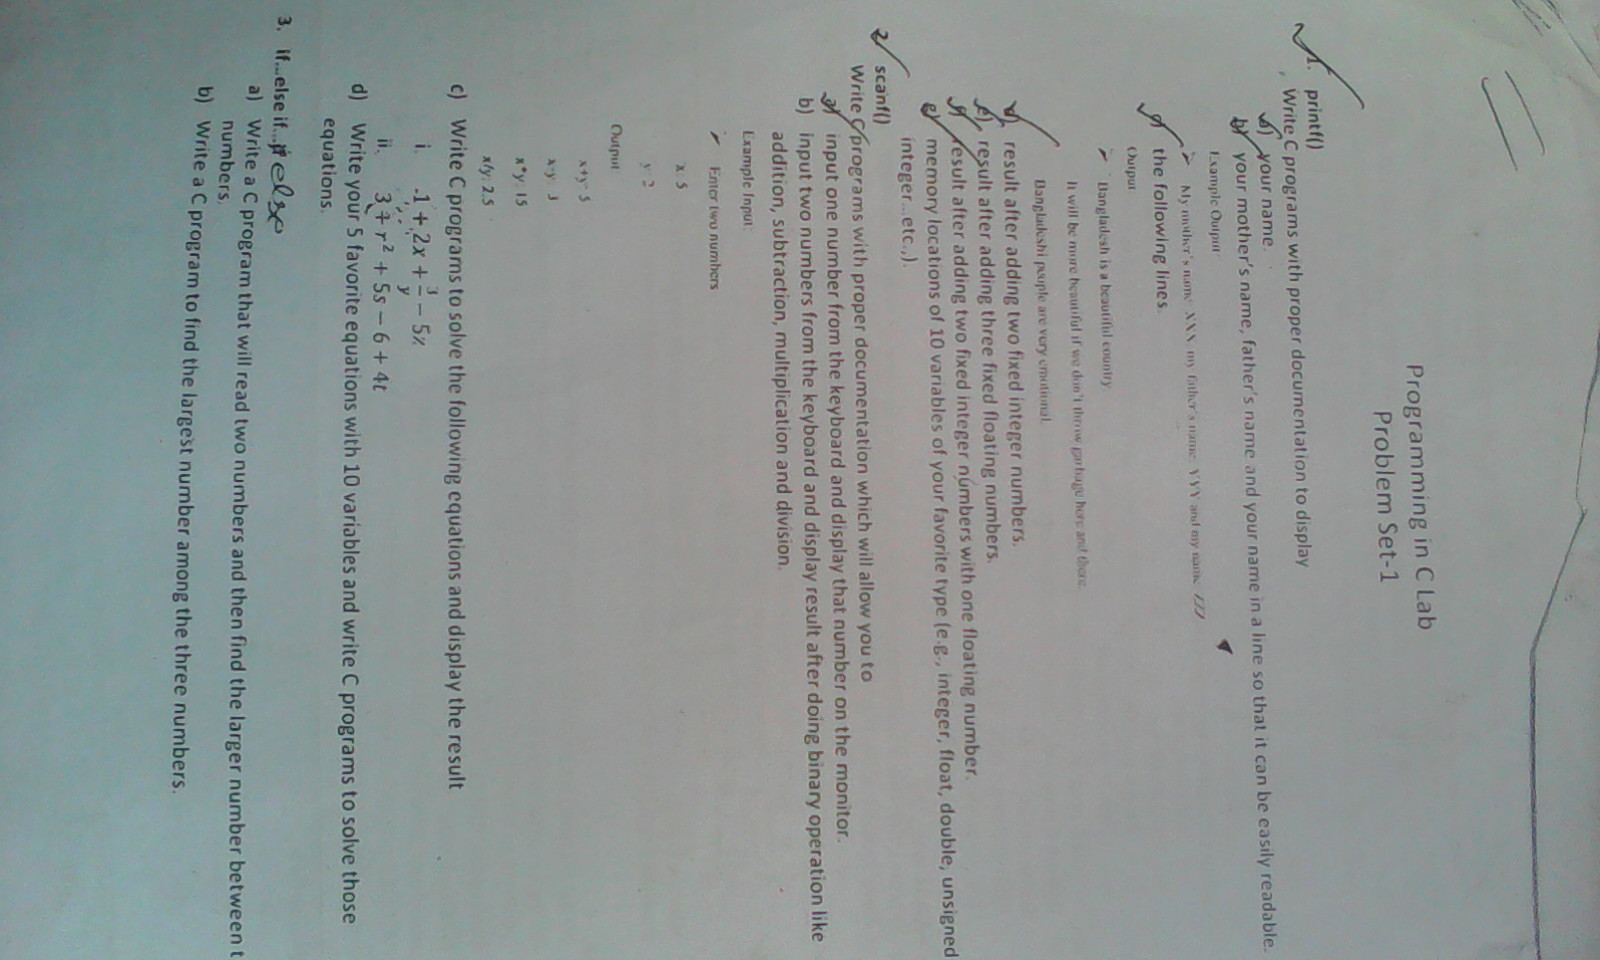 Programming in C Lab
Problem Set-1
1. printf()
Write C programs with proper documentation to display
a) your name.
b) your mother's name, father's name and your name in a line so that it can be easily readable.
Example Output
➢ My mother's name: XXX my father's name: YYY and my name: ZZZ
the following lines.
Output
➢ Bangladesh is a beautiful country
It will be more beautiful if we don't throw garbage here and there.
Bangladeshi people are very emotional.
result after adding two fixed integer numbers.
e) result after adding three fixed floating numbers.
result after adding two fixed integer numbers with one floating number.
memory locations of 10 variables of your favorite type (e.g., integer, float, double, unsigned
integer...etc.,).
2 scanf()
Write C programs with proper documentation which will allow you to
a) input one number from the keyboard and display that number on the monitor.
b) input two numbers from the keyboard and display result after doing binary operation like
addition, subtraction, multiplication and division.
Example Input:
➢ Enter two numbers
x: 5
y:
Output
x+y: 5
x-y: 3
x*y: 15
x/y: 2.5
c) Write C programs to solve the following equations and display the result
i. -1 + 2x + 3/y - 5z
ii. 3 + r² + 5s - 6 + 4t
d) Write your 5 favorite equations with 10 variables and write C programs to solve those
equations.
3. if...else if... else
a) Write a C program that will read two numbers and then find the larger number between t
numbers.
b) Write a C program to find the largest number among the three numbers.